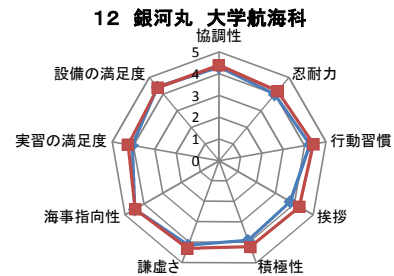 12 銀河丸 大学航海科
協調性
忍耐力
行動習慣
挨拶
積極性
謙虚さ
海事指向性
実習の満足度
設備の満足度
5
4
3
2
1
0